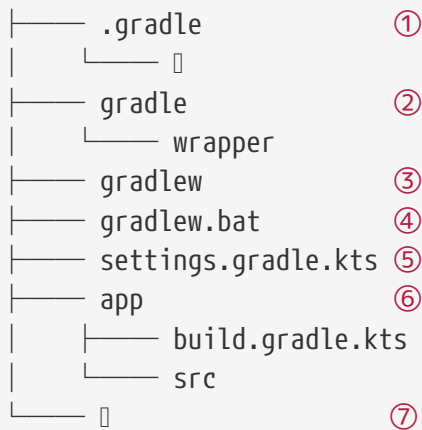 ├── .gradle ①
│ └── ▯
├── gradle ②
│ └── wrapper
├── gradlew ③
├── gradlew.bat ④
├── settings.gradle.kts ⑤
├── app ⑥
│ ├── build.gradle.kts
│ └── src
└── ▯ ⑦